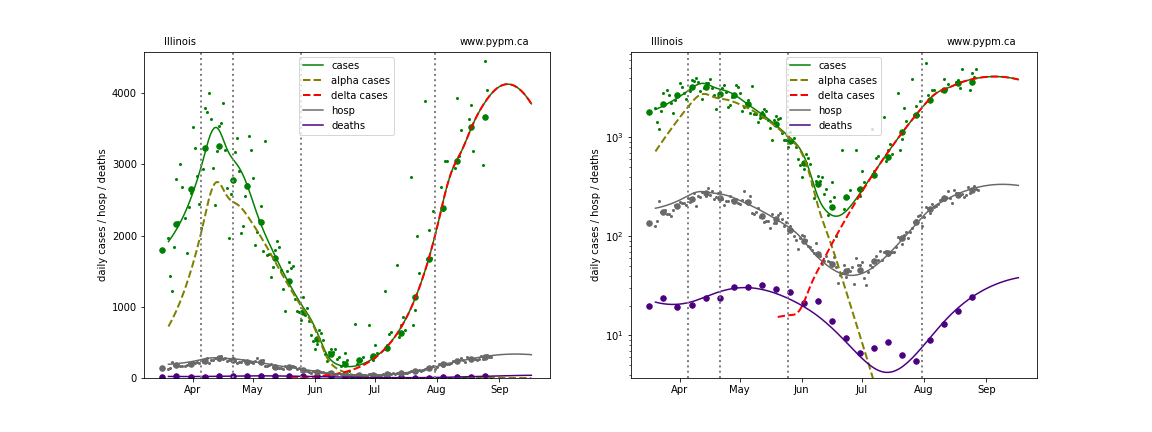 Illinois
www.pypm.ca
cases
alpha cases
delta cases
hosp
deaths
daily cases / hosp / deaths
4000
3000
2000
1000
0
Apr
May
Jun
Jul
Aug
Sep
Illinois
www.pypm.ca
cases
alpha cases
delta cases
hosp
deaths
daily cases / hosp / deaths
10³
10²
10¹
Apr
May
Jun
Jul
Aug
Sep